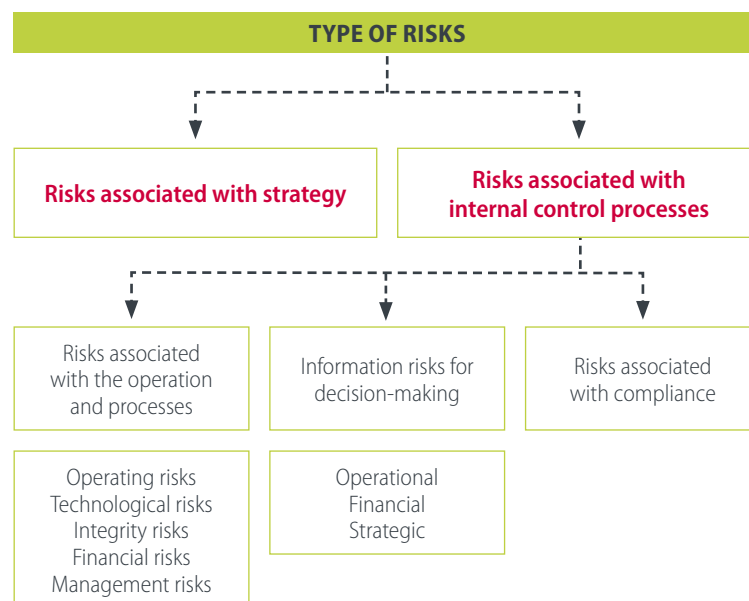 TYPE OF RISKS
Risks associated with strategy
Risks associated with
internal control processes
Risks associated
with the operation
and processes
Information risks for
decision-making
Risks associated
with compliance
Operating risks
Technological risks
Integrity risks
Financial risks
Management risks
Operational
Financial
Strategic